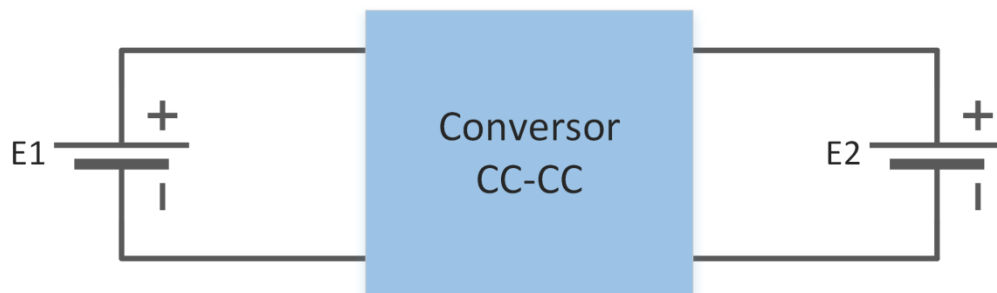 +
+
E1
Conversor
CC-CC
E2
−
−